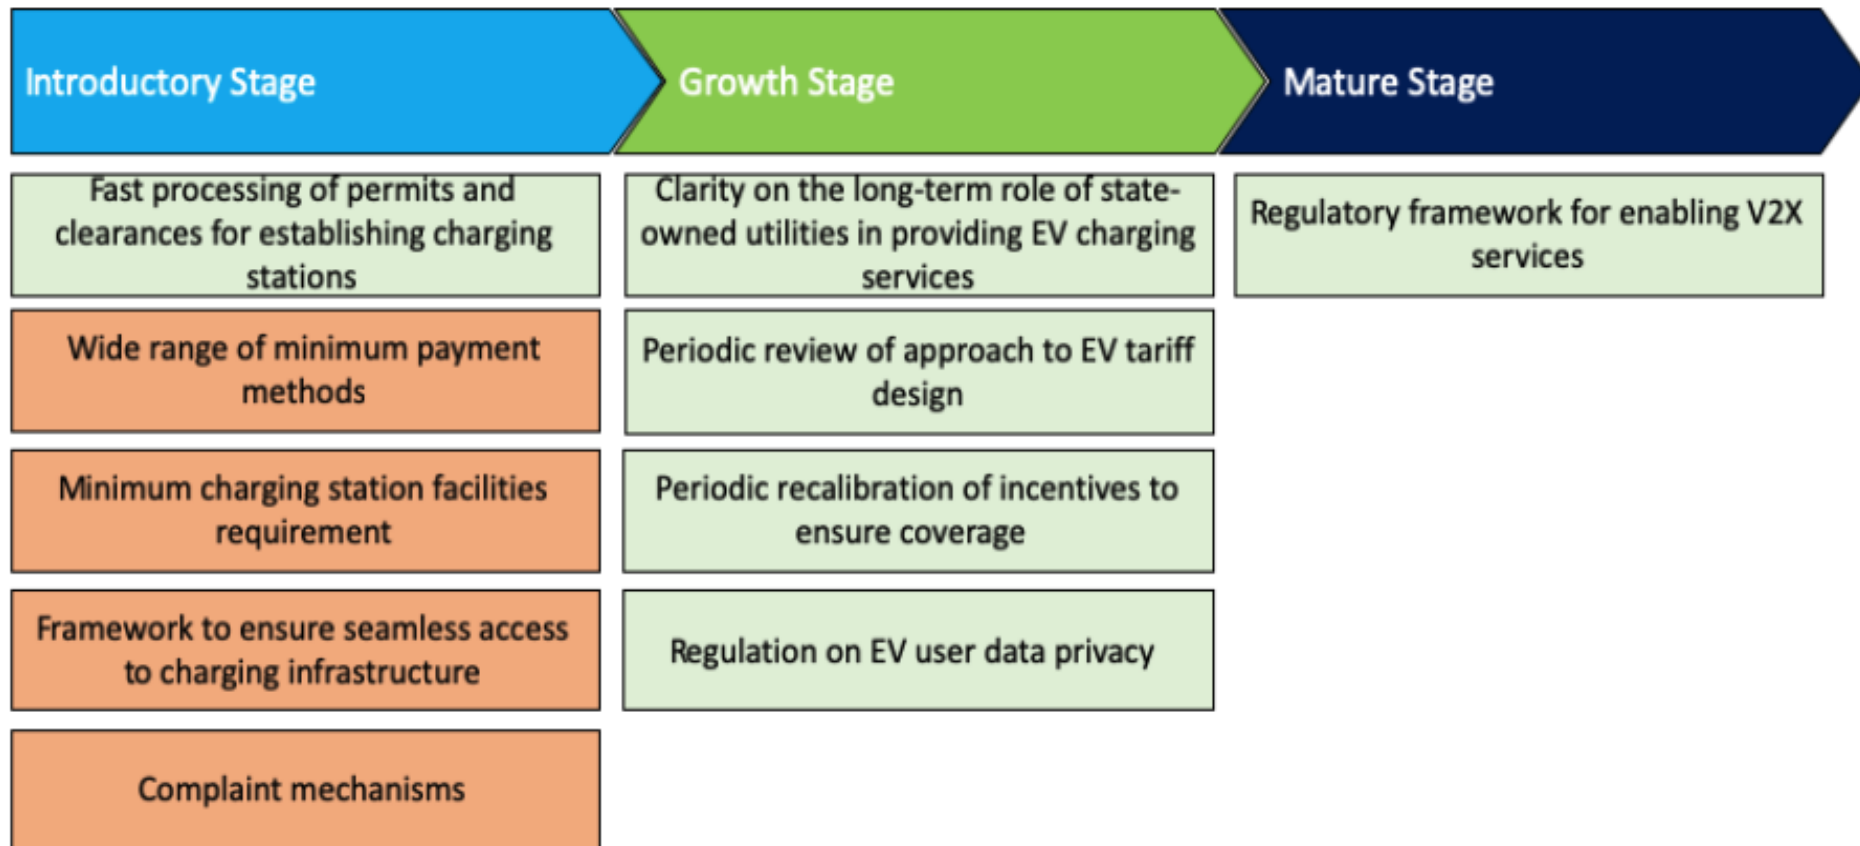 Introductory Stage
Growth Stage
Mature Stage
Fast processing of permits and
clearances for establishing charging
stations
Wide range of minimum payment
methods
Minimum charging station facilities
requirement
Framework to ensure seamless access
to charging infrastructure
Complaint mechanisms
Clarity on the long-term role of state-
owned utilities in providing EV charging
services
Periodic review of approach to EV tariff
design
Periodic recalibration of incentives to
ensure coverage
Regulation on EV user data privacy
Regulatory framework for enabling V2X
services